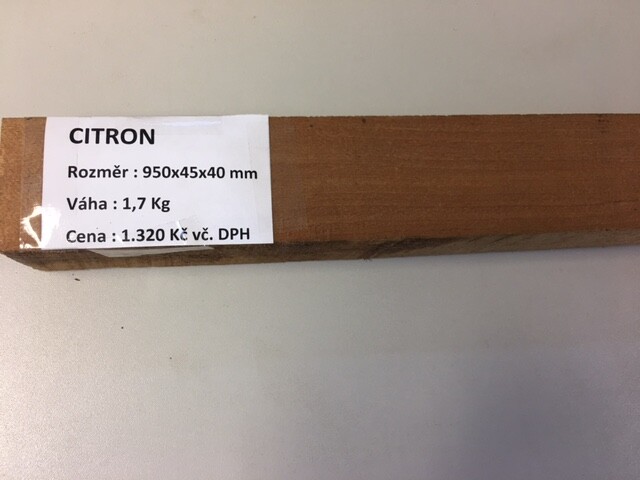 CITRON
Rozměr : 950x45x40 mm
Váha : 1,7 Kg
Cena : 1.320 Kč vč. DPH